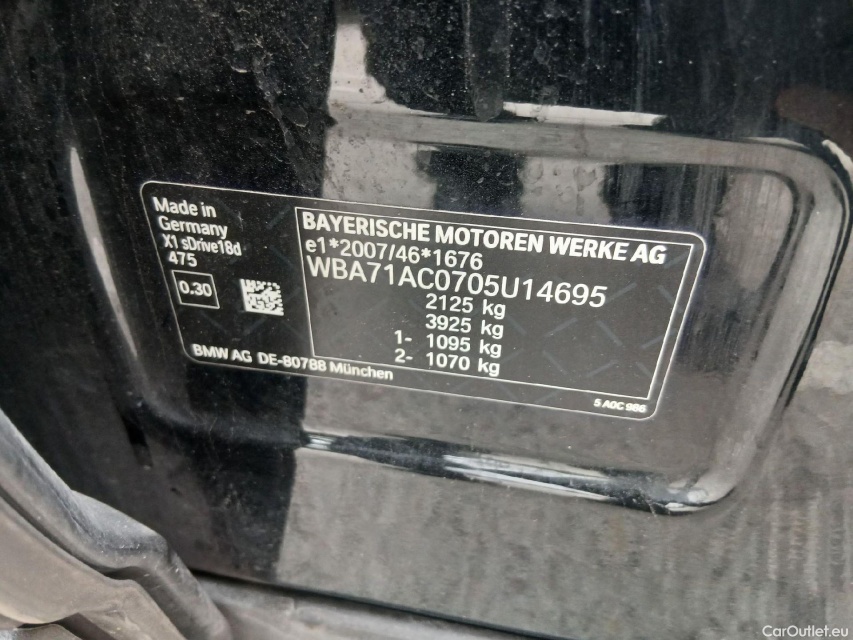 Made in
Germany
X1 sDrive18d
475
0.30
BMW AG DE-80788 München
BAYERISCHE MOTOREN WERKE AG
e1*2007/46*1676
WBA71AC0705U14695
2125 kg
3925 kg
1- 1095 kg
2- 1070 kg
5 A0C 986
CarOutlet.eu